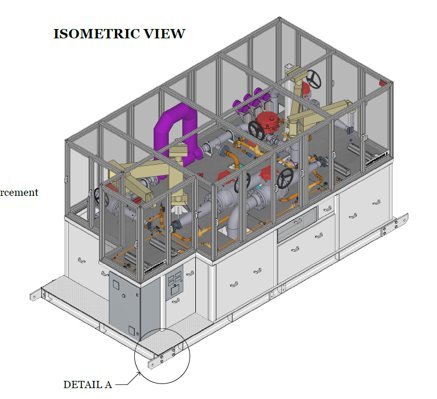 ISOMETRIC VIEW
rcement
DETAIL A